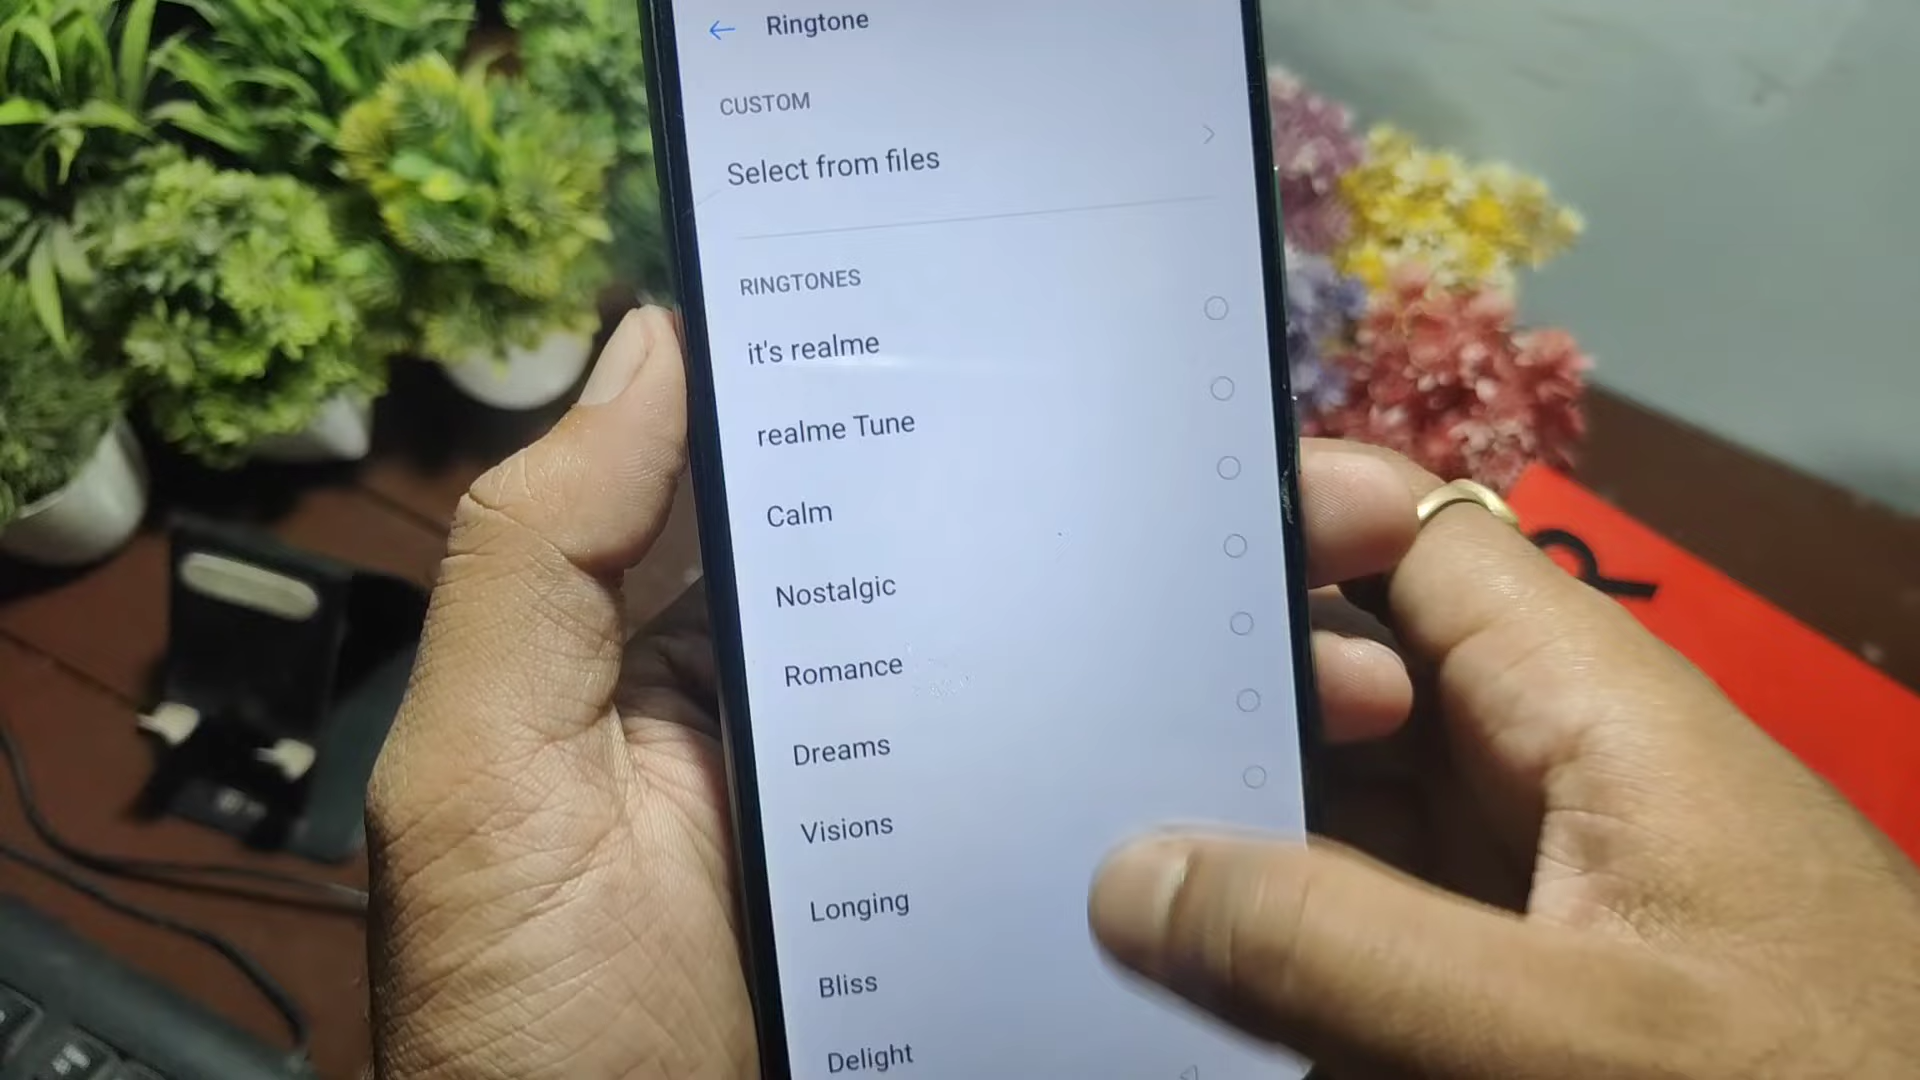 Ringtone
CUSTOM
Select from files
RINGTONES
it's realme
realme Tune
Calm
Nostalgic
Romance
Dreams
Visions
Longing
Bliss
Delight